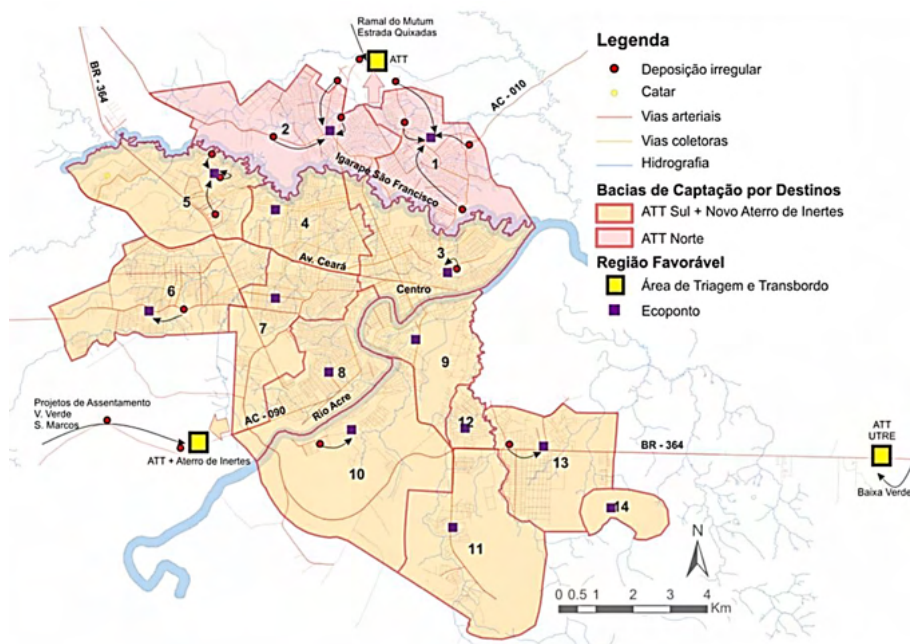 Ramal do Mutum
Estrada Quixadas
ATT
BR - 364
AC - 010
2
1
Igarapé São Francisco
5
4
3
Av. Ceará
Centro
6
7
8
9
Rio Acre
AC - 090
Projetos de Assentamento
V. Verde
S. Marcos
ATT + Aterro de Inertes
10
12
13
BR - 364
14
11
ATT
UTRE
Baixa Verde
Legenda
Deposição irregular
Catar
Vias arteriais
Vias coletoras
Hidrografia
Bacias de Captação por Destinos
ATT Sul + Novo Aterro de Inertes
ATT Norte
Região Favorável
Área de Triagem e Transbordo
Ecoponto
N
0 0.5 1 2 3 4
Km